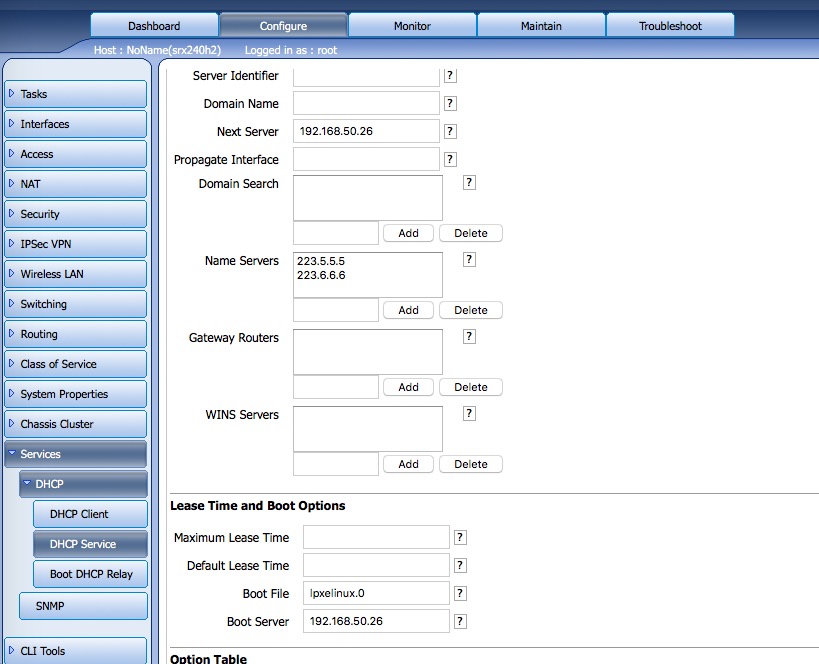 Dashboard Configure Monitor Maintain Troubleshoot
Host : NoName(srx240h2) Logged in as : root
Tasks
Interfaces
Access
NAT
Security
IPSec VPN
Wireless LAN
Switching
Routing
Class of Service
System Properties
Chassis Cluster
Services
DHCP
DHCP Client
DHCP Service
Boot DHCP Relay
SNMP
CLI Tools
Server Identifier ?
Domain Name ?
Next Server 192.168.50.26 ?
Propagate Interface ?
Domain Search ?
Add Delete
Name Servers 223.5.5.5 ?
223.6.6.6
Add Delete
Gateway Routers ?
Add Delete
WINS Servers ?
Add Delete
Lease Time and Boot Options
Maximum Lease Time ?
Default Lease Time ?
Boot File lpxelinux.0 ?
Boot Server 192.168.50.26 ?
Option Table